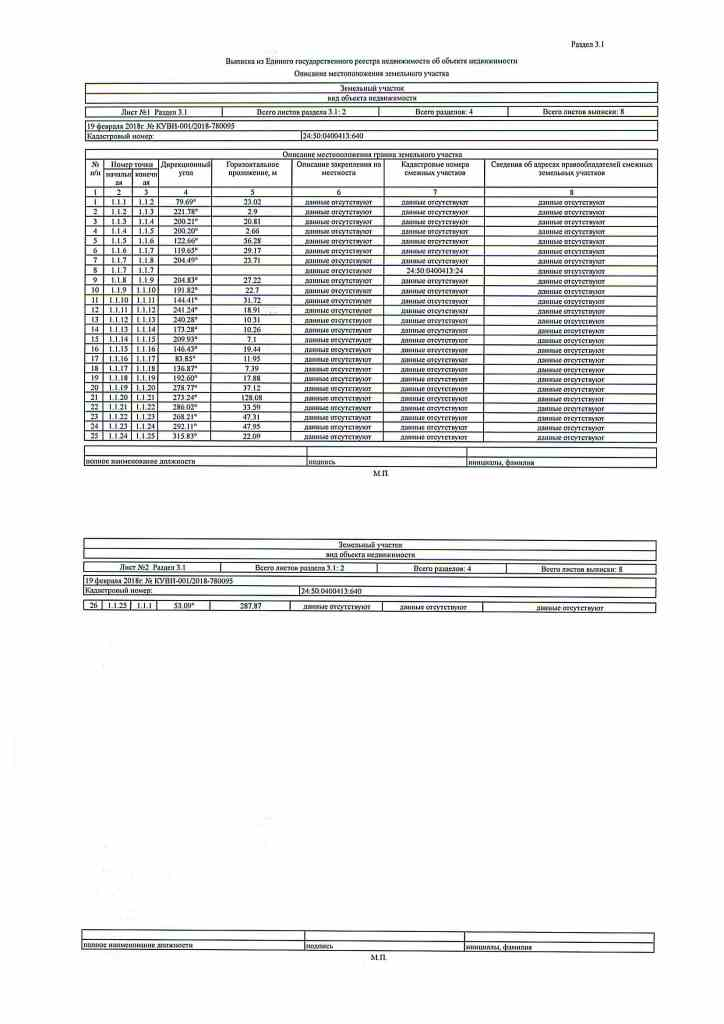 Раздел 3.1
Выписка из Единого государственного реестра недвижимости об объекте недвижимости
Описание местоположения земельного участка
Земельный участок
вид объекта недвижимости
Лист №1 Раздел 3.1 Всего листов раздела 3.1: 2 Всего разделов: 4 Всего листов выписки: 8
19 февраля 2018г. № КУВИ-001/2018-780095
Кадастровый номер: 24:50:0400413:640
Описание местоположения границ земельного участка
№ п/п Номер точки Дирекционный угол Горизонтальное проложение, м Описание закрепления на местности Кадастровые номера смежных участков Сведения об адресах правообладателей смежных земельных участков
начальная конечная
1 2 3 4 5 6 7 8
1 1.1.1 1.1.2 79.69° 23.02 данные отсутствуют данные отсутствуют данные отсутствуют
2 1.1.2 1.1.3 221.78° 2.9 данные отсутствуют данные отсутствуют данные отсутствуют
3 1.1.3 1.1.4 200.21° 20.81 данные отсутствуют данные отсутствуют данные отсутствуют
4 1.1.4 1.1.5 200.20° 2.66 данные отсутствуют данные отсутствуют данные отсутствуют
5 1.1.5 1.1.6 122.66° 56.28 данные отсутствуют данные отсутствуют данные отсутствуют
6 1.1.6 1.1.7 119.65° 29.17 данные отсутствуют данные отсутствуют данные отсутствуют
7 1.1.7 1.1.8 204.49° 23.71 данные отсутствуют данные отсутствуют данные отсутствуют
8 1.1.7 1.1.7 данные отсутствуют 24:50:0400413:24 данные отсутствуют
9 1.1.8 1.1.9 204.83° 27.22 данные отсутствуют данные отсутствуют данные отсутствуют
10 1.1.9 1.1.10 191.82° 22.7 данные отсутствуют данные отсутствуют данные отсутствуют
11 1.1.10 1.1.11 144.41° 31.72 данные отсутствуют данные отсутствуют данные отсутствуют
12 1.1.11 1.1.12 241.24° 18.91 данные отсутствуют данные отсутствуют данные отсутствуют
13 1.1.12 1.1.13 240.28° 10.31 данные отсутствуют данные отсутствуют данные отсутствуют
14 1.1.13 1.1.14 173.28° 10.26 данные отсутствуют данные отсутствуют данные отсутствуют
15 1.1.14 1.1.15 209.93° 7.1 данные отсутствуют данные отсутствуют данные отсутствуют
16 1.1.15 1.1.16 146.43° 19.44 данные отсутствуют данные отсутствуют данные отсутствуют
17 1.1.16 1.1.17 83.85° 11.95 данные отсутствуют данные отсутствуют данные отсутствуют
18 1.1.17 1.1.18 136.87° 7.39 данные отсутствуют данные отсутствуют данные отсутствуют
19 1.1.18 1.1.19 192.60° 17.88 данные отсутствуют данные отсутствуют данные отсутствуют
20 1.1.19 1.1.20 278.77° 37.12 данные отсутствуют данные отсутствуют данные отсутствуют
21 1.1.20 1.1.21 273.24° 128.08 данные отсутствуют данные отсутствуют данные отсутствуют
22 1.1.21 1.1.22 286.02° 33.59 данные отсутствуют данные отсутствуют данные отсутствуют
23 1.1.22 1.1.23 268.21° 47.31 данные отсутствуют данные отсутствуют данные отсутствуют
24 1.1.23 1.1.24 292.11° 47.95 данные отсутствуют данные отсутствуют данные отсутствуют
25 1.1.24 1.1.25 315.83° 22.09 данные отсутствуют данные отсутствуют данные отсутствуют
полное наименование должности подпись инициалы, фамилия
М.П.
Земельный участок
вид объекта недвижимости
Лист №2 Раздел 3.1 Всего листов раздела 3.1: 2 Всего разделов: 4 Всего листов выписки: 8
19 февраля 2018г. № КУВИ-001/2018-780095
Кадастровый номер: 24:50:0400413:640
26 1.1.25 1.1.1 53.09° 287.87 данные отсутствуют данные отсутствуют данные отсутствуют
полное наименование должности подпись инициалы, фамилия
М.П.